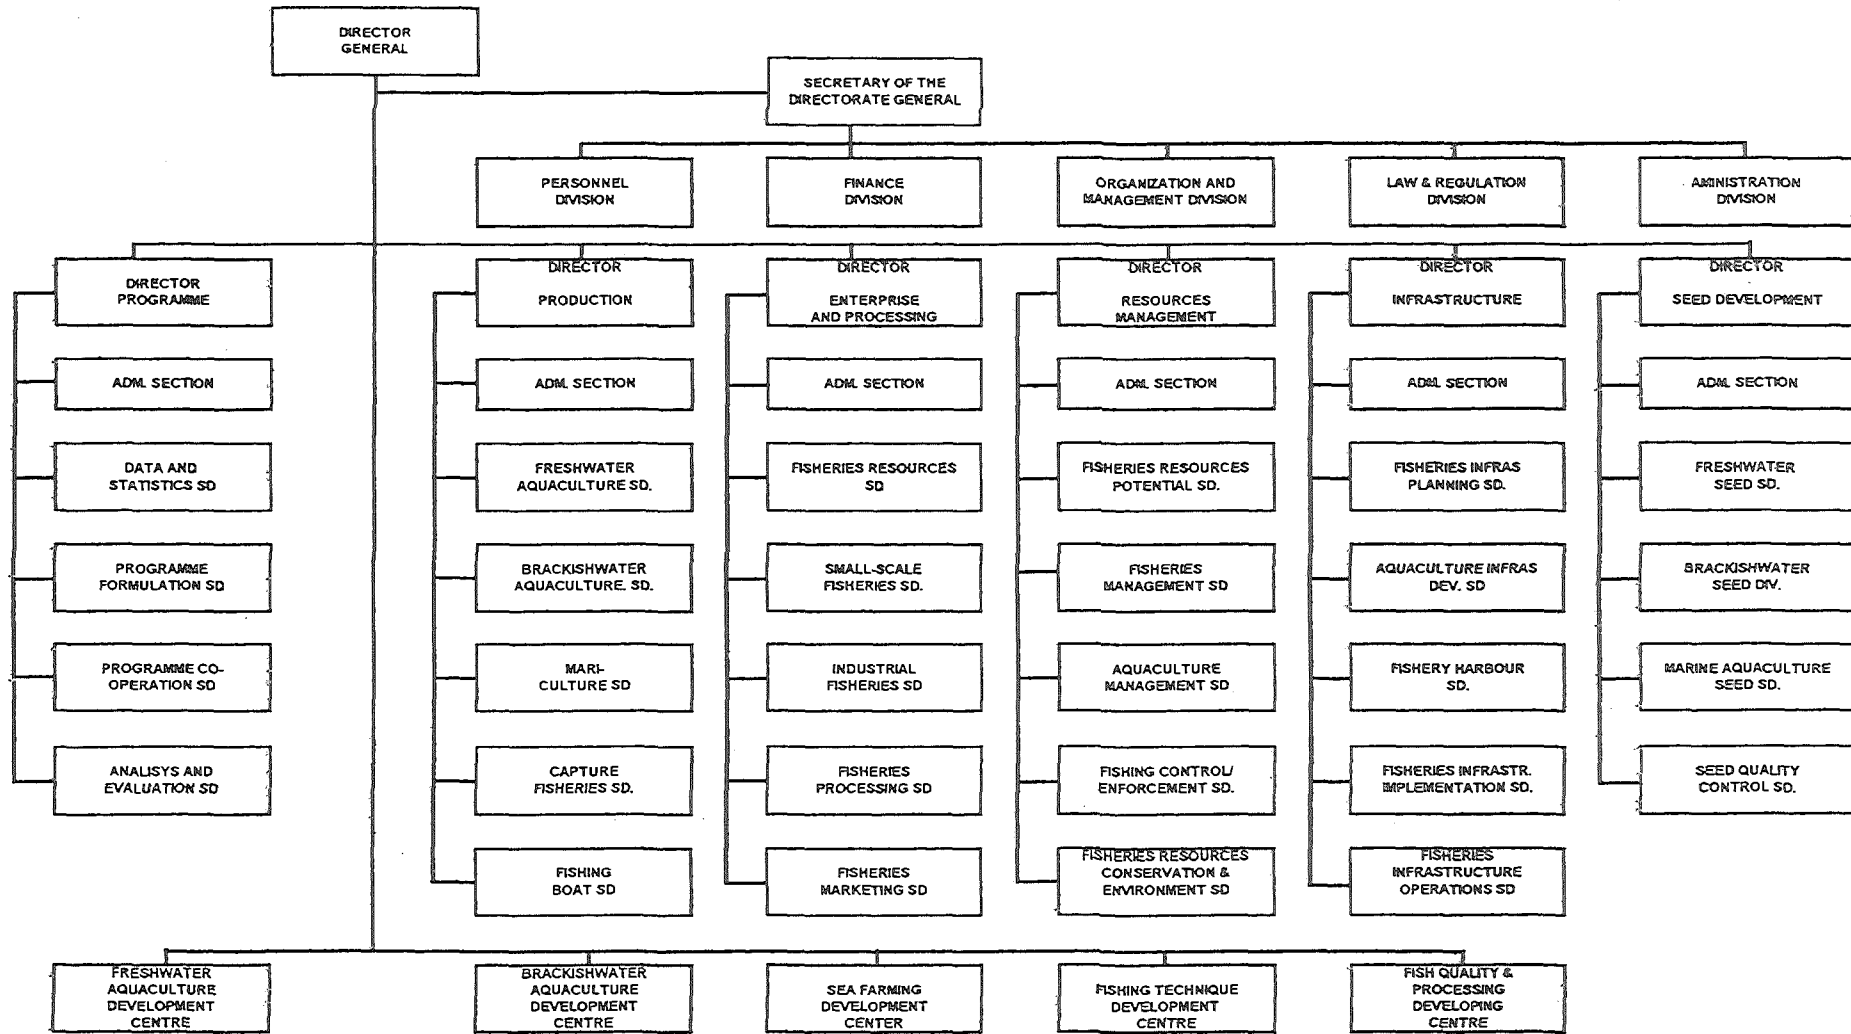 DIRECTOR
GENERAL
SECRETARY OF THE
DIRECTORATE GENERAL
PERSONNEL
DIVISION
FINANCE
DIVISION
ORGANIZATION AND
MANAGEMENT DIVISION
LAW & REGULATION
DIVISION
AMINISTRATION
DIVISION
DIRECTOR
PROGRAMME
DIRECTOR
PRODUCTION
DIRECTOR
ENTERPRISE
AND PROCESSING
DIRECTOR
RESOURCES
MANAGEMENT
DIRECTOR
INFRASTRUCTURE
DIRECTOR
SEED DEVELOPMENT
ADM. SECTION
ADM. SECTION
ADM. SECTION
ADM. SECTION
ADM. SECTION
ADM. SECTION
DATA AND
STATISTICS SD
FRESHWATER
AQUACULTURE SD.
FISHERIES RESOURCES
SD
FISHERIES RESOURCES
POTENTIAL SD.
FISHERIES INFRAS
PLANNING SD.
FRESHWATER
SEED SD.
PROGRAMME
FORMULATION SD
BRACKISHWATER
AQUACULTURE. SD.
SMALL-SCALE
FISHERIES SD.
FISHERIES
MANAGEMENT SD
AQUACULTURE INFRAS
DEV. SD
BRACKISHWATER
SEED DIV.
PROGRAMME CO-
OPERATION SD
MARI-
CULTURE SD
INDUSTRIAL
FISHERIES SD
AQUACULTURE
MANAGEMENT SD
FISHERY HARBOUR
SD.
MARINE AQUACULTURE
SEED SD.
ANALISYS AND
EVALUATION SD
CAPTURE
FISHERIES SD.
FISHERIES
PROCESSING SD
FISHING CONTROL/
ENFORCEMENT SD.
FISHERIES INFRASTR.
IMPLEMENTATION SD.
SEED QUALITY
CONTROL SD.
FISHING
BOAT SD
FISHERIES
MARKETING SD
FISHERIES RESOURCES
CONSERVATION &
ENVIRONMENT SD
FISHERIES
INFRASTRUCTURE
OPERATIONS SD
FRESHWATER
AQUACULTURE
DEVELOPMENT
CENTRE
BRACKISHWATER
AQUACULTURE
DEVELOPMENT
CENTRE
SEA FARMING
DEVELOPMENT
CENTER
FISHING TECHNIQUE
DEVELOPMENT
CENTRE
FISH QUALITY &
PROCESSING
DEVELOPING
CENTRE